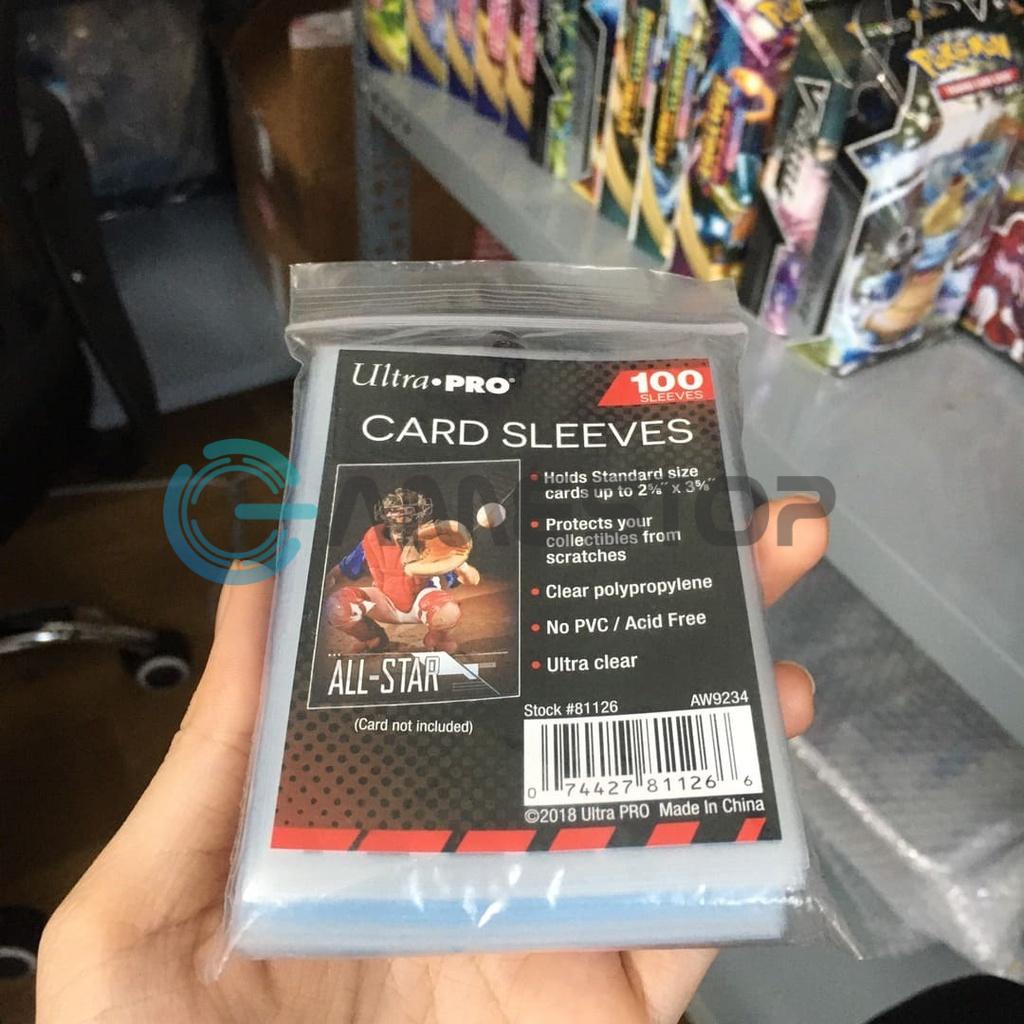 POKéMON
Ultra•PRO®
100
SLEEVES
CARD SLEEVES
• Holds Standard size
cards up to 2⅝" x 3⅝"
• Protects your
collectibles from
scratches
• Clear polypropylene
• No PVC / Acid Free
• Ultra clear
ALL-STAR
(Card not included)
Stock #81126
AW9234
0 74427 81126 6
©2018 Ultra PRO Made In China